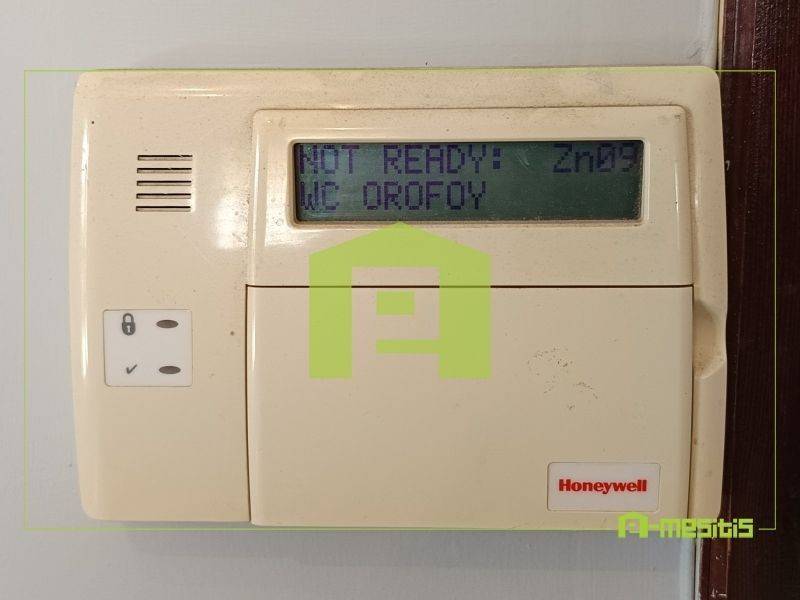 NOT READY: Zn09
WC OROFOY
Honeywell
A-mesitis